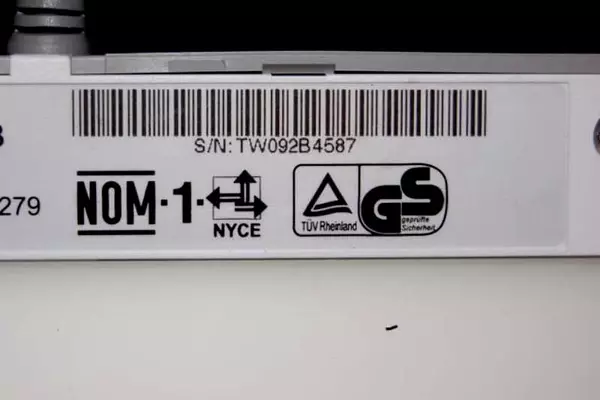 S/N: TW092B4587
279
NOM·1·
NYCE
TÜV Rheinland
GS
geprüfte
Sicherheit